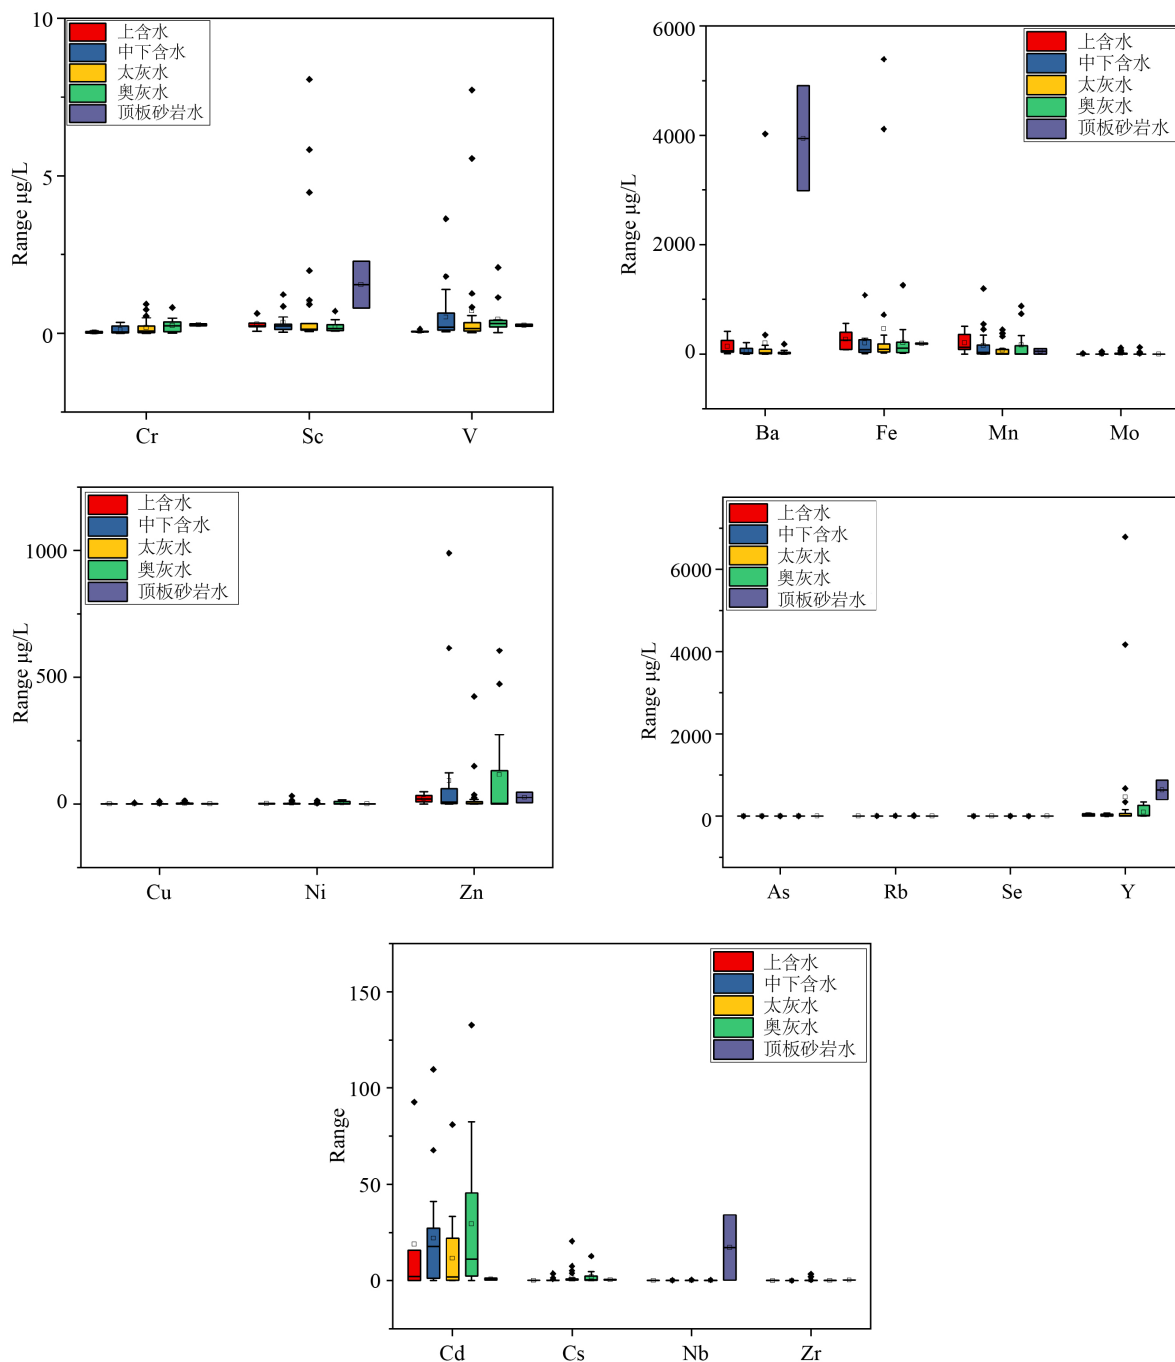 10
5
0
Range μg/L
上含水
中下含水
太灰水
奥灰水
顶板砂岩水
Cr Sc V
6000
4000
2000
0
Range μg/L
上含水
中下含水
太灰水
奥灰水
顶板砂岩水
Ba Fe Mn Mo
1000
500
0
Range μg/L
上含水
中下含水
太灰水
奥灰水
顶板砂岩水
Cu Ni Zn
6000
4000
2000
0
Range μg/L
上含水
中下含水
太灰水
奥灰水
顶板砂岩水
As Rb Se Y
150
100
50
0
Range
上含水
中下含水
太灰水
奥灰水
顶板砂岩水
Cd Cs Nb Zr